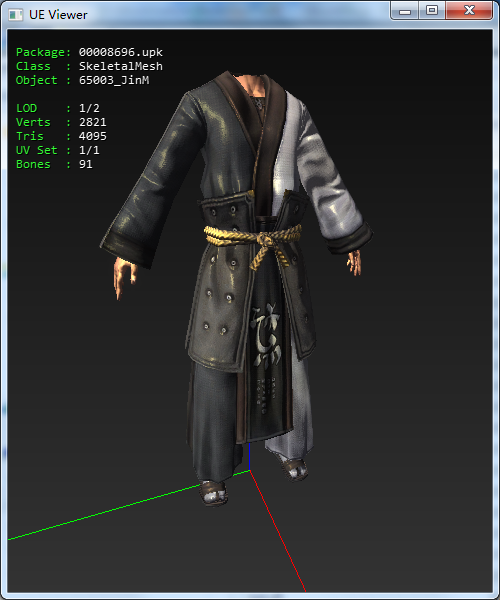 UE Viewer
Package: 00008696.upk
Class : SkeletalMesh
Object : 65003_JinM
LOD : 1/2
Verts : 2821
Tris : 4095
UV Set : 1/1
Bones : 91